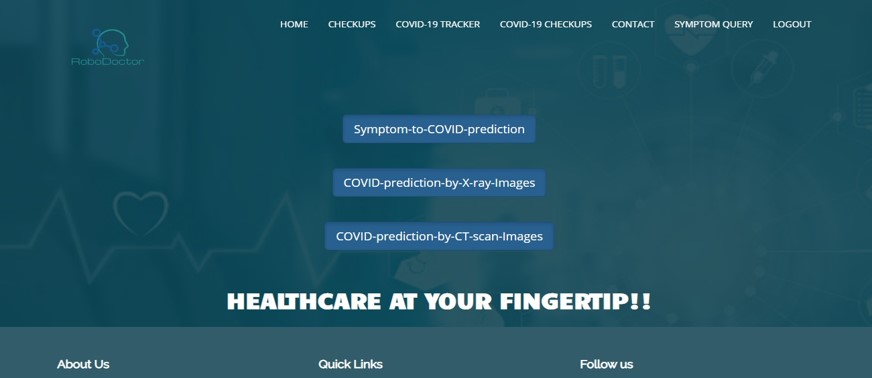 HOME CHECKUPS COVID-19 TRACKER COVID-19 CHECKUPS CONTACT SYMPTOM QUERY LOGOUT
RoboDoctor
Symptom-to-COVID-prediction
COVID-prediction-by-X-ray-Images
COVID-prediction-by-CT-scan-Images
HEALTHCARE AT YOUR FINGERTIP!!
About Us Quick Links Follow us